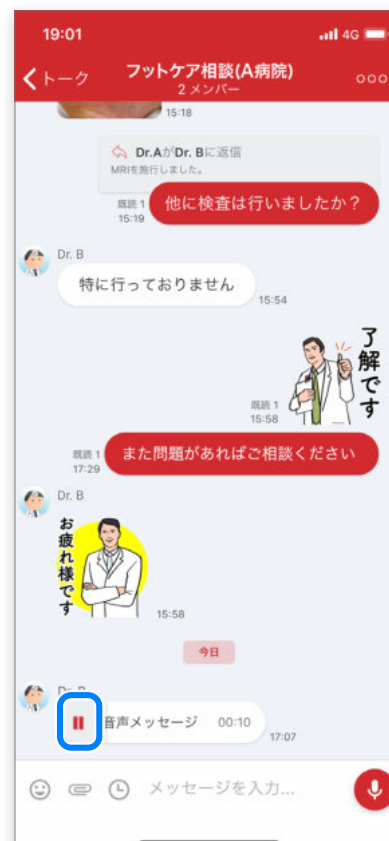 19:01
4G
トーク
フットケア相談(A病院)
2 メンバー
15:18
Dr.AがDr. Bに返信
MRIを施行しました。
既読 1
15:19
他に検査は行いましたか？
Dr. B
特に行っておりません
15:54
了解です
既読 1
15:58
また問題があればご相談ください
既読 1
17:29
Dr. B
お疲れ様です
15:58
今日
Dr. B
音声メッセージ 00:10
17:07
メッセージを入力...